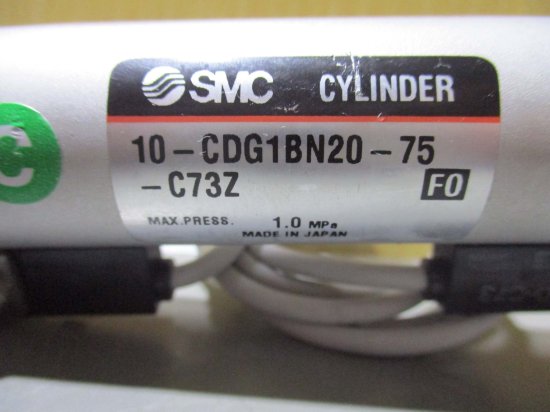 SMC CYLINDER
10-CDG1BN20-75
-C73Z F0
MAX.PRESS. 1.0 MPa
MADE IN JAPAN
C